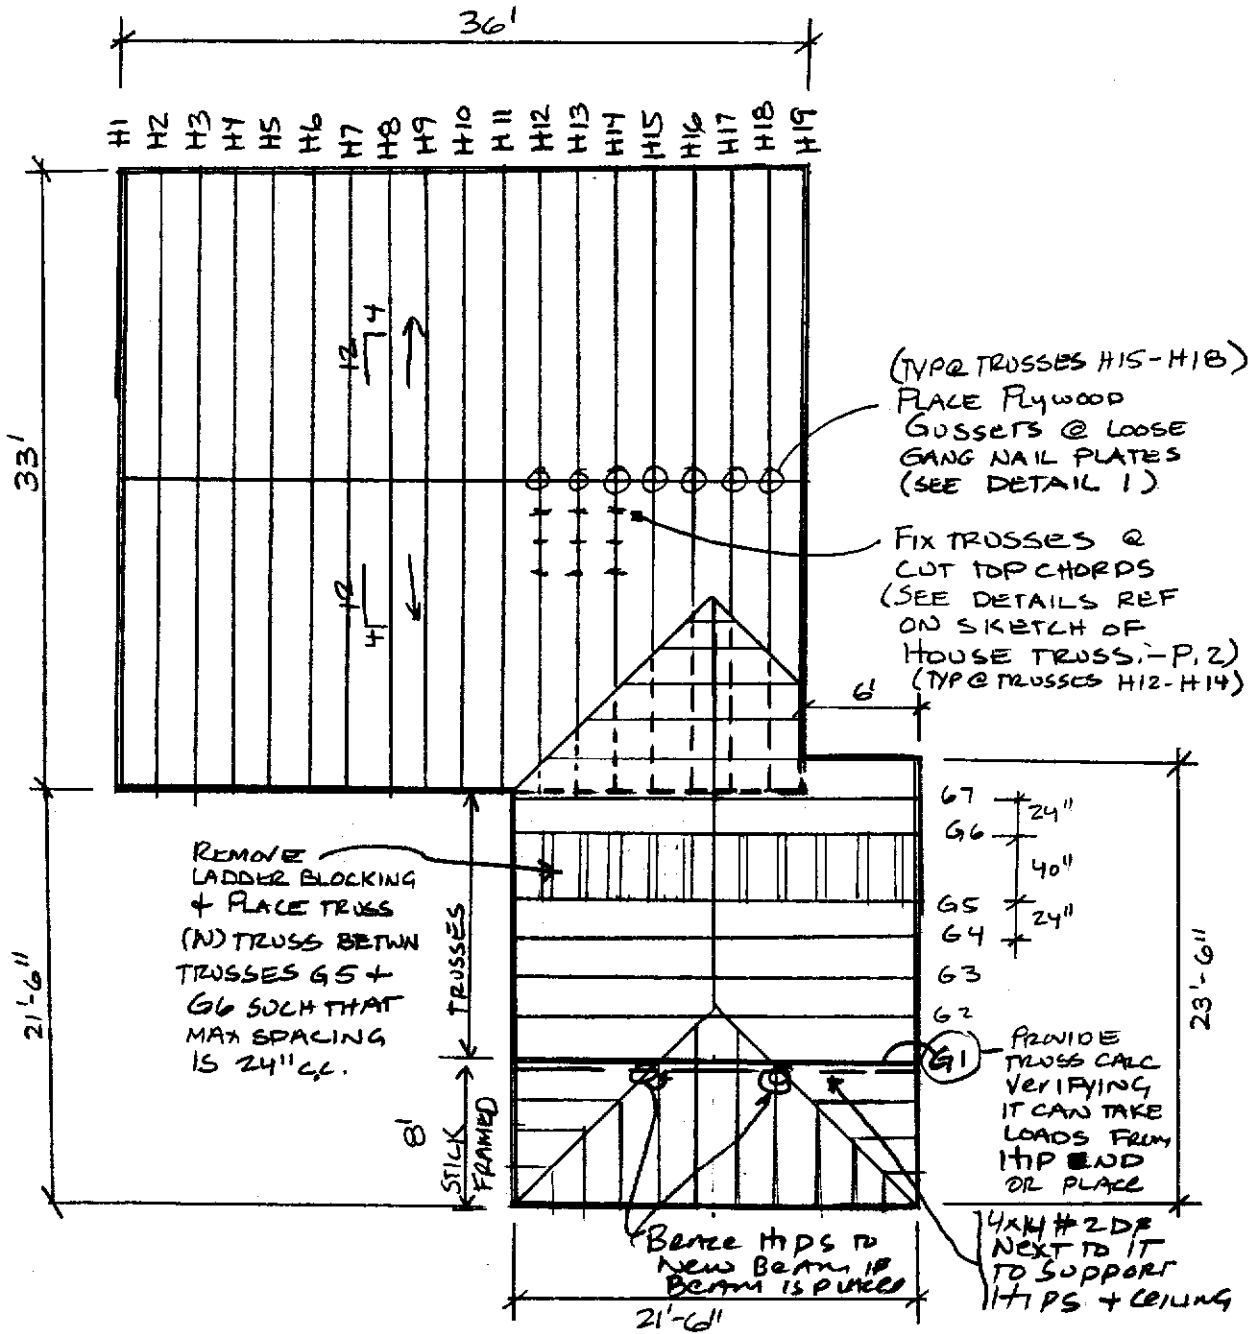 36'
H1
H2
H3
H4
H5
H6
H7
H8
H9
H10
H11
H12
H13
H14
H15
H16
H17
H18
H19
33'
12
4
12
4
(TYP @ TRUSSES H15-H18)
PLACE PLYWOOD
GUSSETS @ LOOSE
GANG NAIL PLATES
(SEE DETAIL 1)
FIX TRUSSES @
CUT TOP CHORDS
(SEE DETAILS REF
ON SKETCH OF
HOUSE TRUSS.-P.2)
(TYP @ TRUSSES H12-H14)
6'
REMOVE
LADDER BLOCKING
+ PLACE TRUSS
(N) TRUSS BETWN
TRUSSES G5 +
G6 SUCH THAT
MAX SPACING
IS 24" C.C.
TRUSSES
8'
STICK
FRAMED
21'-6"
G7
G6
G5
G4
G3
G2
G1
24"
40"
24"
23'-6"
PROVIDE
TRUSS CALC
VERIFYING
IT CAN TAKE
LOADS FROM
HIP END
OR PLACE
4x14 #2DF
NEXT TO IT
TO SUPPORT
HIPS + CEILING
BRACE HIPS TO
NEW BEAM IF
BEAM IS PLACED
21'-6"